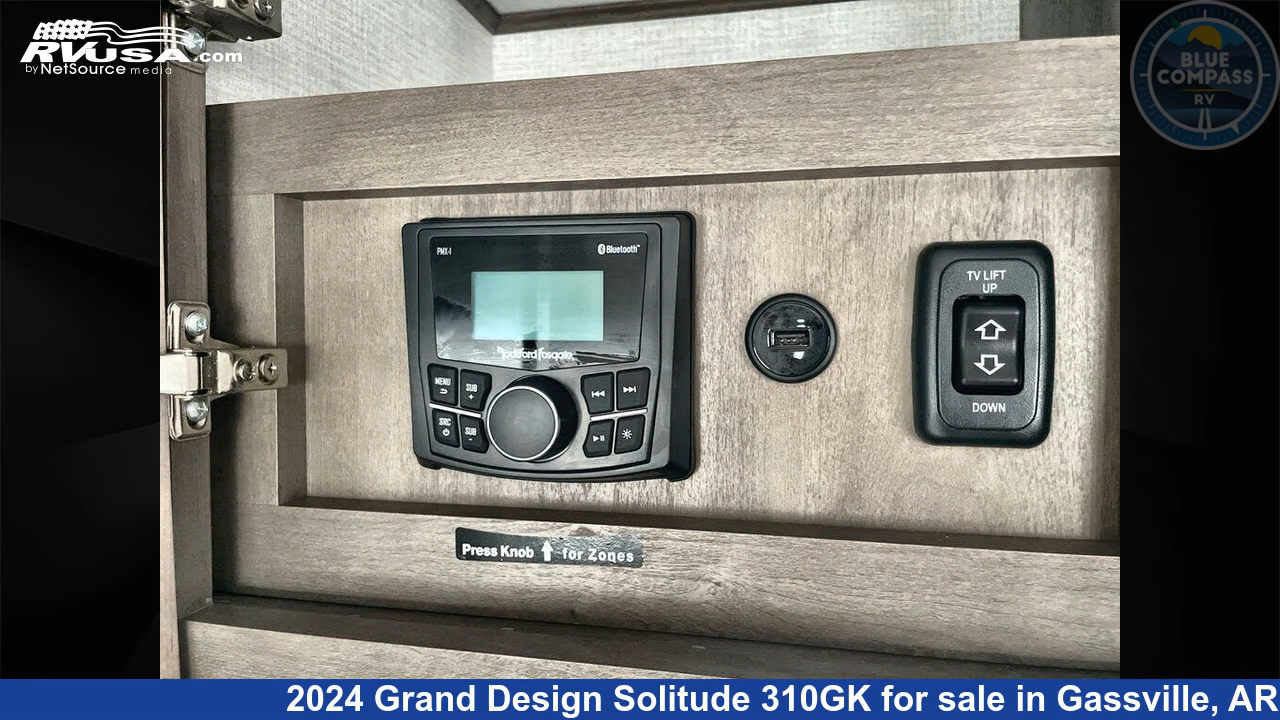 RVUSA.com
by NetSource media
BLUE
COMPASS
RV
PMX-1
Bluetooth™
Rockford Fosgate
MENU
SUB
+
SRC
SUB
-
TV LIFT
UP
DOWN
Press Knob ↑ for Zones
2024 Grand Design Solitude 310GK for sale in Gassville, AR